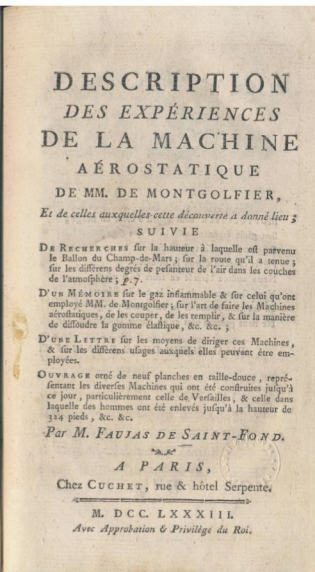 DESCRIPTION
DES EXPÉRIENCES
DE LA MACHINE
AÉROSTATIQUE
DE MM. DE MONTGOLFIER,
Et de celles auxquelles cette découverte a donné lieu ;
SUIVIE
DE RECHERCHES sur la hauteur à laquelle est parvenu
le Ballon du Champ-de-Mars ; sur la route qu'il a tenue ;
sur les différens degrés de pesanteur de l'air dans les couches
de l'atmosphère ; p. 7.
D'UN MÉMOIRE sur le gaz inflammable & sur celui qu'ont
employé MM. de Montgolfier ; sur l'art de faire les Machines
aérostatiques, de les couper, de les remplir, & sur la manière
de dissoudre la gomme élastique, &c. &c. ;
D'UNE LETTRE sur les moyens de diriger ces Machines,
& sur les différens usages auxquels elles peuvent être em-
ployées.
OUVRAGE orné de neuf planches en taille-douce, repré-
sentant les diverses Machines qui ont été construites jusqu'à
ce jour, particulièrement celle de Versailles, & celle dans
laquelle des hommes ont été enlevés jusqu'à la hauteur de
324 pieds, &c. &c.
Par M. FAUJAS DE SAINT-FOND.
A PARIS,
Chez CUCHET, rue & hôtel Serpente.
M. DCC. LXXXIII.
Avec Approbation & Privilége du Roi.